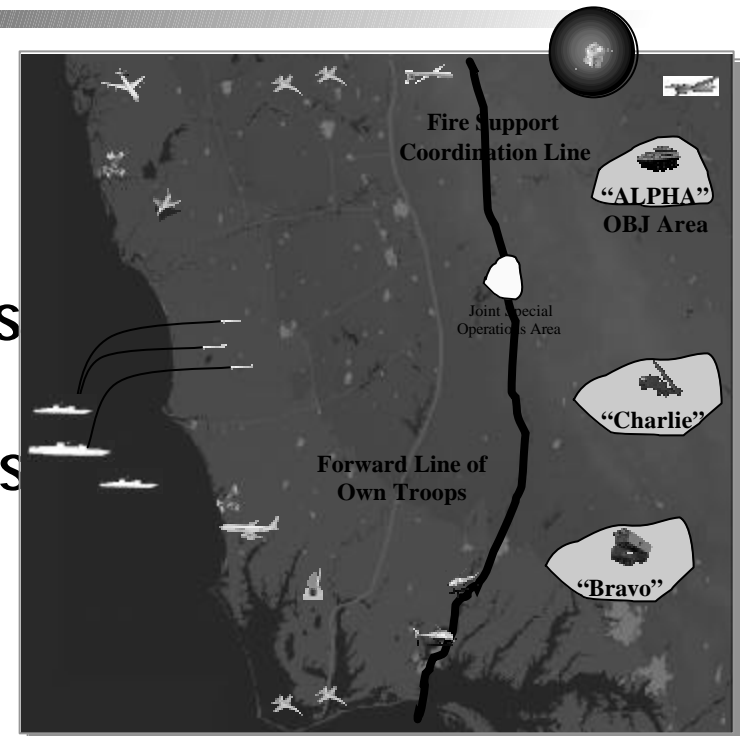 Fire Support
Coordination Line
“ALPHA”
OBJ Area
Joint Special
Operations Area
S
“Charlie”
S
Forward Line of
Own Troops
“Bravo”